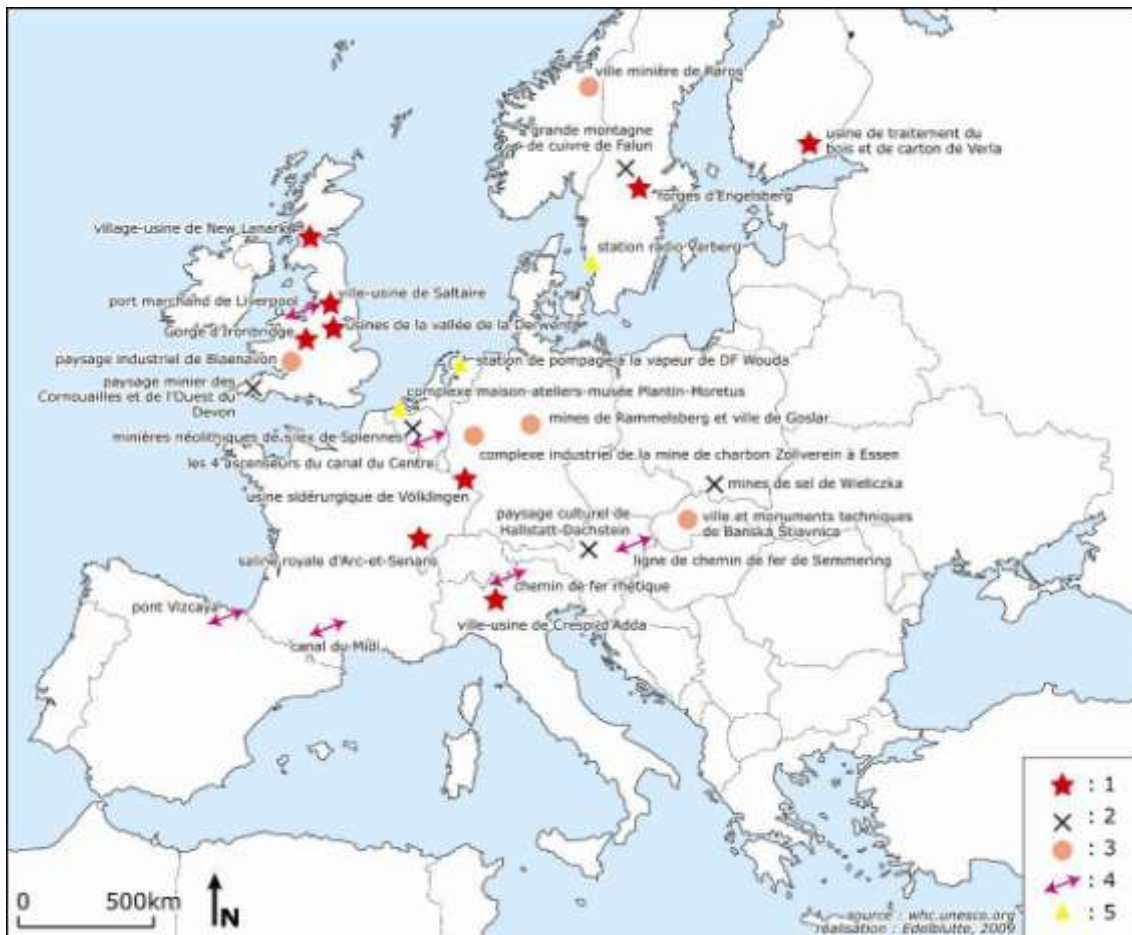 ville minière de Røros
grande montagne
de cuivre de Falun
usine de traitement du
bois et de carton de Verla
forges d'Engelsberg
village-usine de New Lanark
station radio Varberg
port marchand de Liverpool
ville-usine de Saltaire
Gorge d'Ironbridge
usines de la vallée de la Derwent
paysage industriel de Blaenavon
station de pompage à la vapeur de DF Wouda
paysage minier des
Cornouailles et de l'Ouest du
Devon
complexe maison-ateliers-musée Plantin-Moretus
minières néolithiques de silex de Spiennes
mines de Rammelsberg et ville de Goslar
les 4 ascenseurs du canal du Centre
complexe industriel de la mine de charbon Zollverein à Essen
usine sidérurgique de Völklingen
mines de sel de Wieliczka
paysage culturel de
Hallstatt-Dachstein
ville et monuments techniques
de Banská Štiavnica
saline royale d'Arc-et-Senans
ligne de chemin de fer de Semmering
chemin de fer rhétique
pont Vizcaya
ville-usine de Crespi d'Adda
canal du Midi
: 1
: 2
: 3
: 4
: 5
0 500km
N
source : whc.unesco.org
réalisation : Edelblutte, 2009